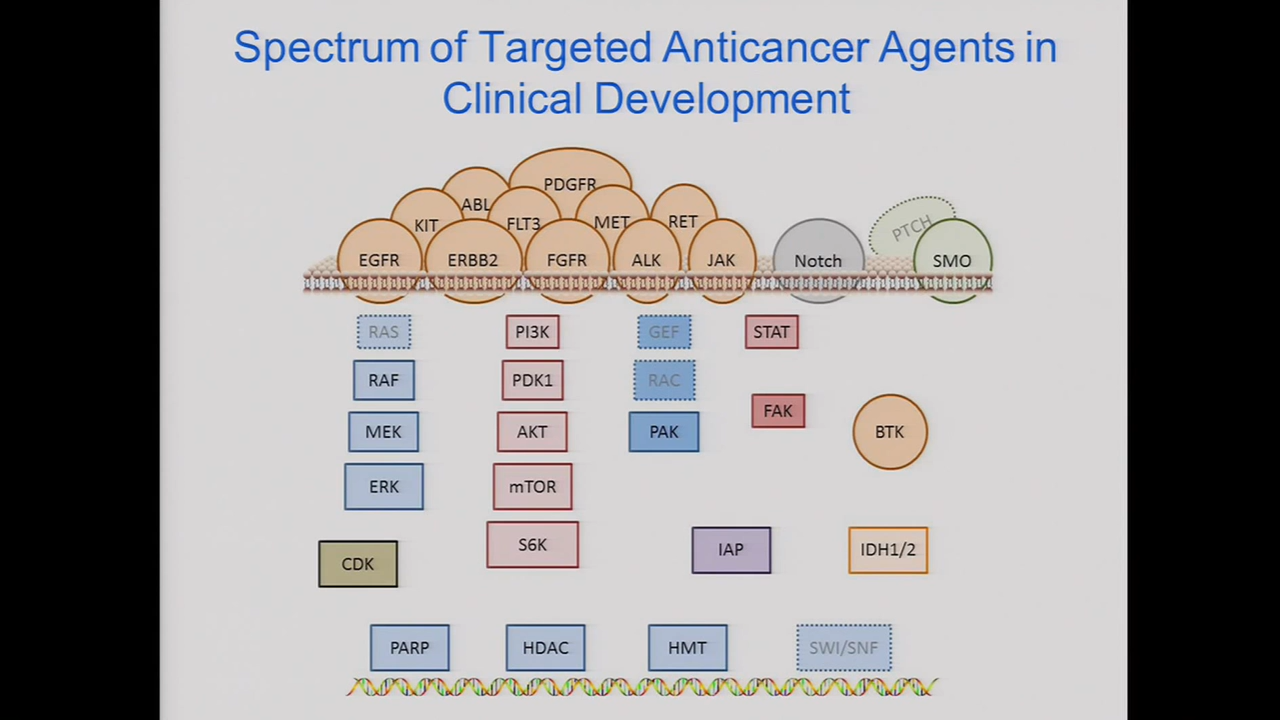 Spectrum of Targeted Anticancer Agents in
Clinical Development
PDGFR
ABL
KIT
FLT3
MET
RET
PTCH
EGFR
ERBB2
FGFR
ALK
JAK
Notch
SMO
RAS
PI3K
GEF
STAT
RAF
PDK1
RAC
FAK
MEK
AKT
PAK
BTK
ERK
mTOR
CDK
S6K
IAP
IDH1/2
PARP
HDAC
HMT
SWI/SNF